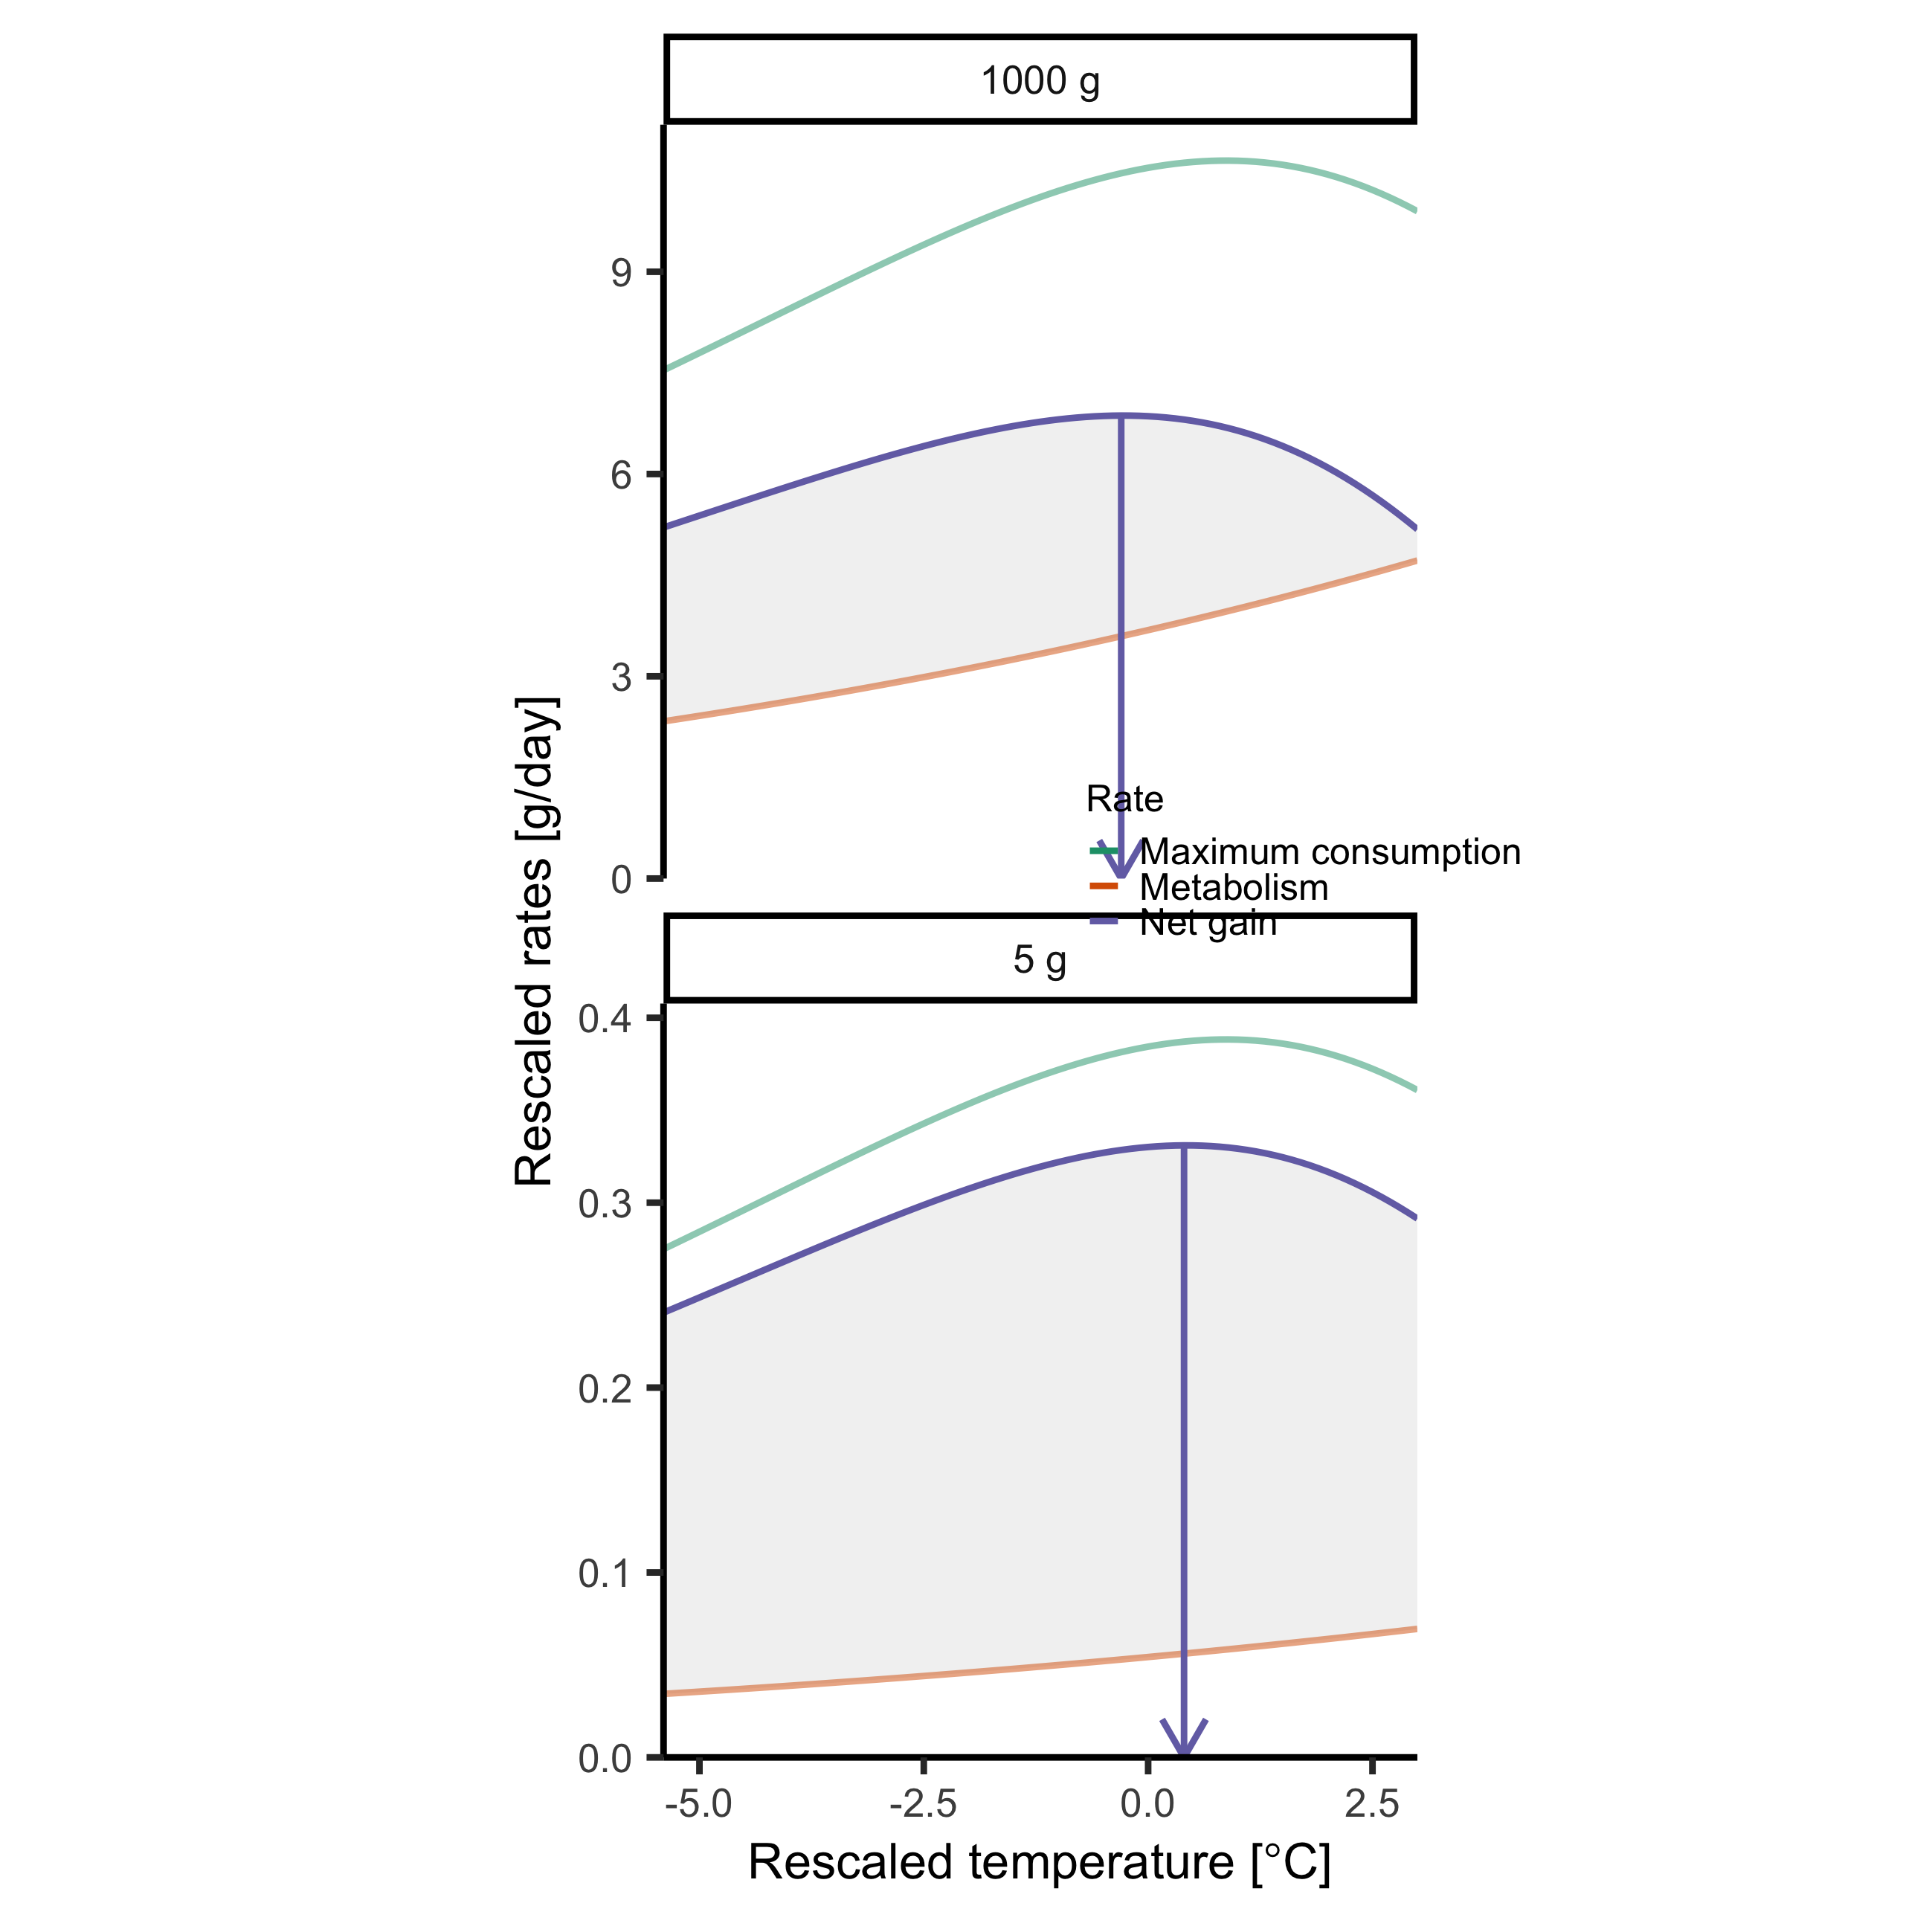 1000 g
9
6
3
0
Rescaled rates [g/day]
Rate
Maximum consumption
Metabolism
Net gain
5 g
0.4
0.3
0.2
0.1
0.0
-5.0 -2.5 0.0 2.5
Rescaled temperature [°C]